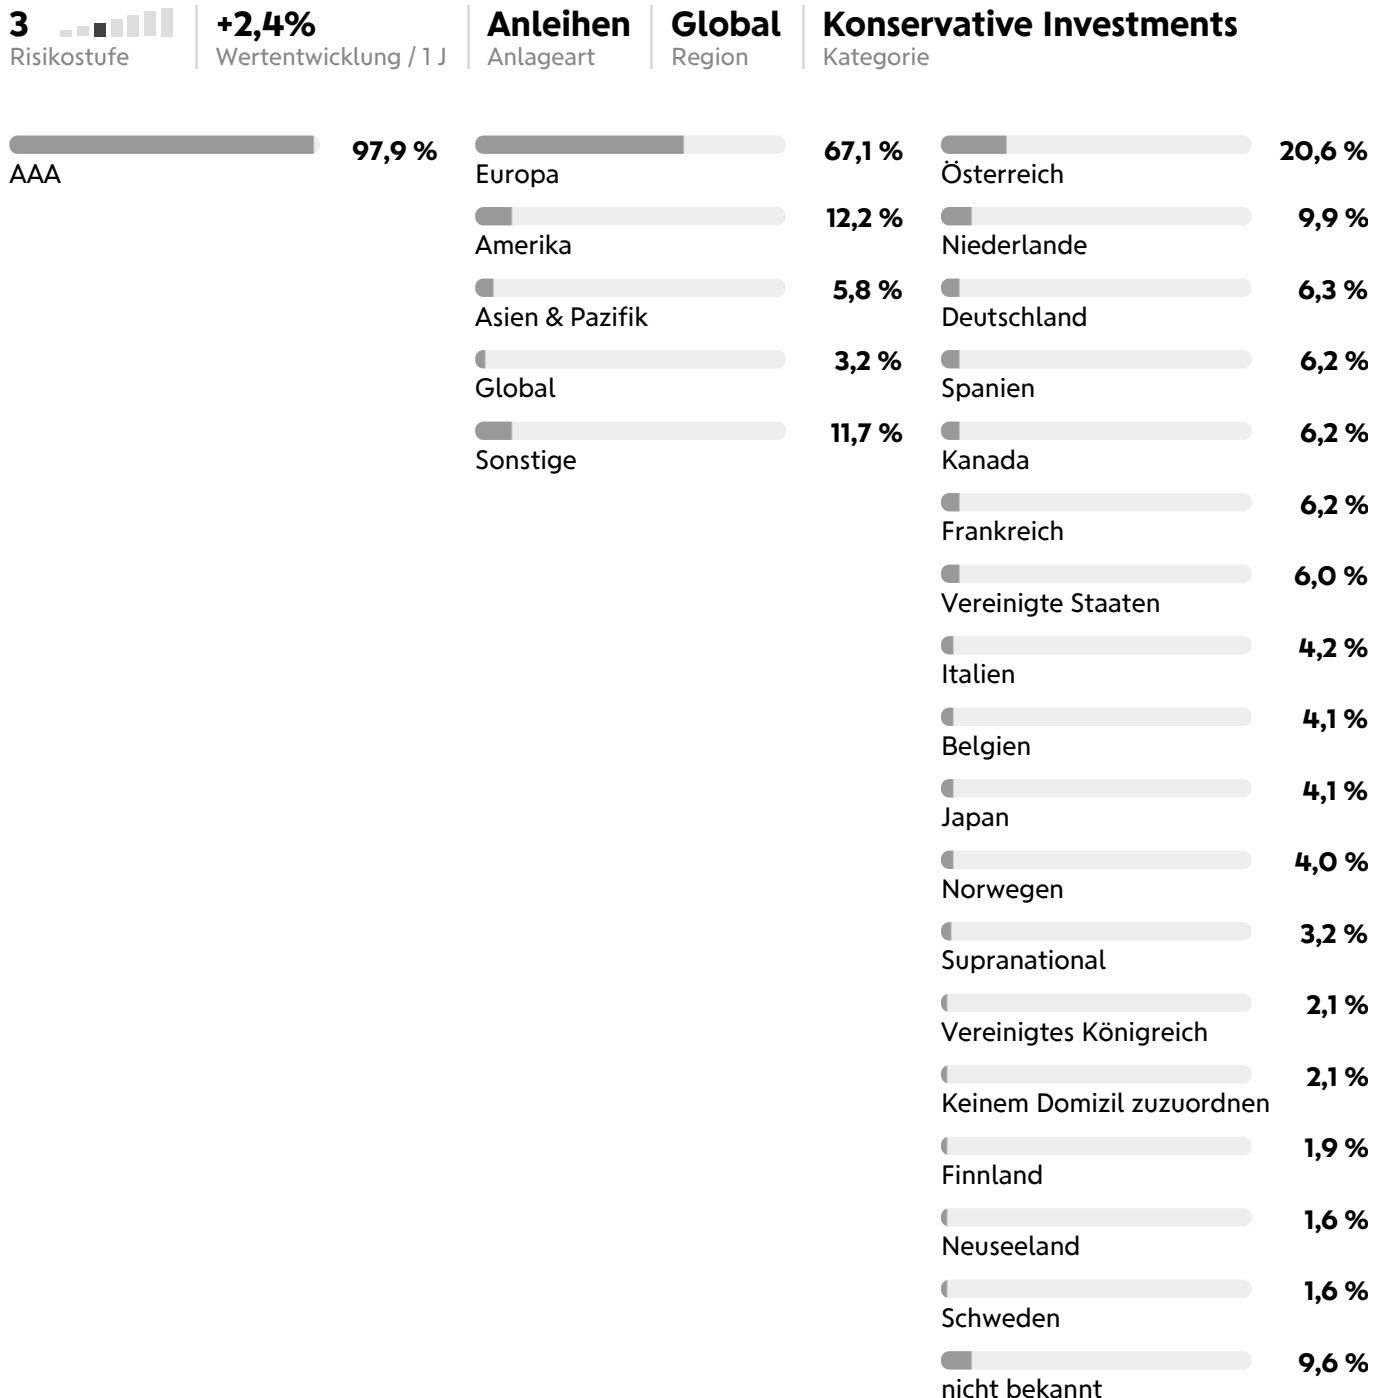 3
Risikostufe
+2,4%
Wertentwicklung / 1 J
Anleihen
Anlageart
Global
Region
Konservative Investments
Kategorie
97,9 %
AAA
67,1 %
Europa
12,2 %
Amerika
5,8 %
Asien & Pazifik
3,2 %
Global
11,7 %
Sonstige
20,6 %
Österreich
9,9 %
Niederlande
6,3 %
Deutschland
6,2 %
Spanien
6,2 %
Kanada
6,2 %
Frankreich
6,0 %
Vereinigte Staaten
4,2 %
Italien
4,1 %
Belgien
4,1 %
Japan
4,0 %
Norwegen
3,2 %
Supranational
2,1 %
Vereinigtes Königreich
2,1 %
Keinem Domizil zuzuordnen
1,9 %
Finnland
1,6 %
Neuseeland
1,6 %
Schweden
9,6 %
nicht bekannt